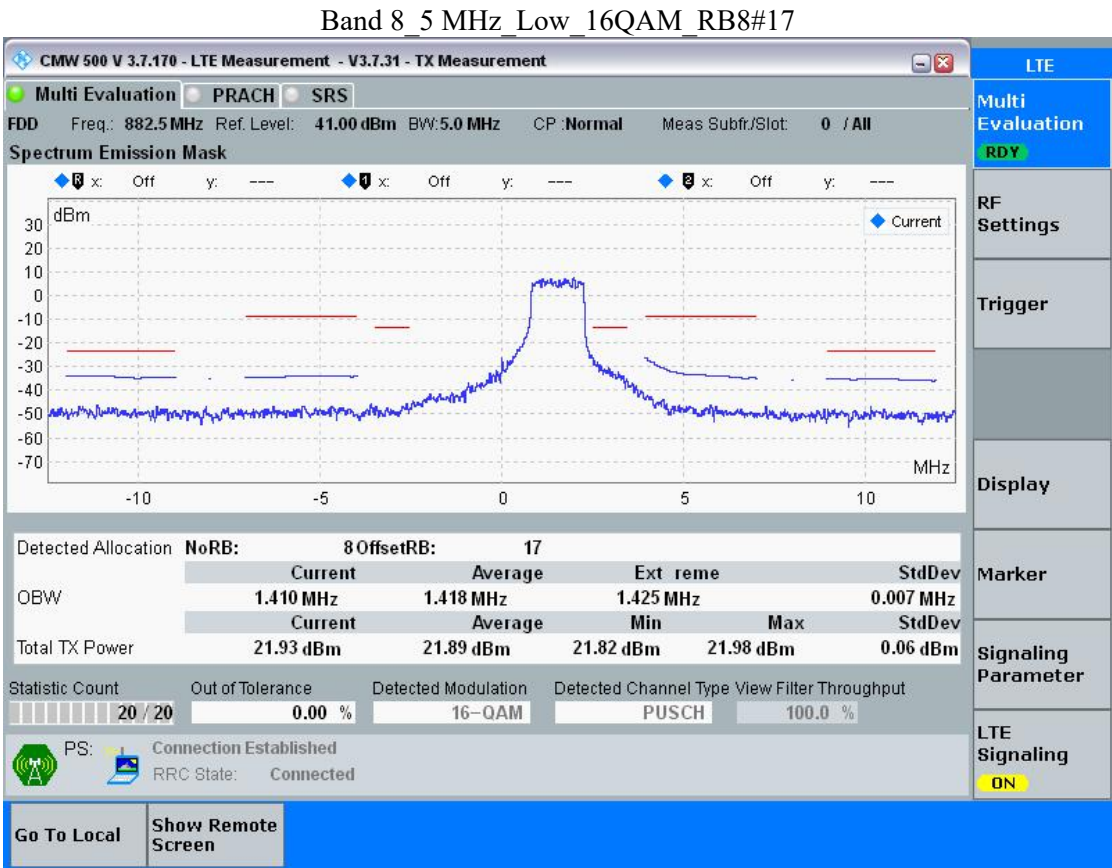 Band 8_5 MHz_Low_16QAM_RB8#17
CMW 500 V 3.7.170 - LTE Measurement - V3.7.31 - TX Measurement
LTE
Multi Evaluation PRACH SRS
FDD Freq.: 882.5 MHz Ref. Level: 41.00 dBm BW:5.0 MHz CP :Normal Meas Subfr./Slot: 0 / All
Spectrum Emission Mask
R x: Off y: --- 1 x: Off y: --- 2 x: Off y: ---
dBm
Current
30
20
10
0
-10
-20
-30
-40
-50
-60
-70
MHz
-10 -5 0 5 10
Detected Allocation NoRB: 8 OffsetRB: 17
Current Average Ext reme StdDev
OBW 1.410 MHz 1.418 MHz 1.425 MHz 0.007 MHz
Current Average Min Max StdDev
Total TX Power 21.93 dBm 21.89 dBm 21.82 dBm 21.98 dBm 0.06 dBm
Statistic Count Out of Tolerance Detected Modulation Detected Channel Type View Filter Throughput
20 / 20 0.00 % 16-QAM PUSCH 100.0 %
PS: Connection Established
RRC State: Connected
Multi
Evaluation
RDY
RF
Settings
Trigger
Display
Marker
Signaling
Parameter
LTE
Signaling
ON
Go To Local
Show Remote
Screen